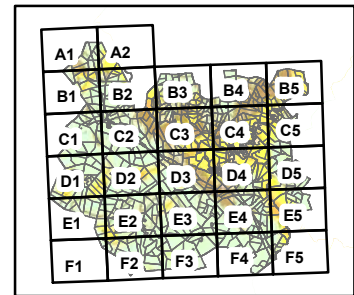 A1 A2
B1 B2 B3 B4 B5
C1 C2 C3 C4 C5
D1 D2 D3 D4 D5
E1 E2 E3 E4 E5
F1 F2 F3 F4 F5